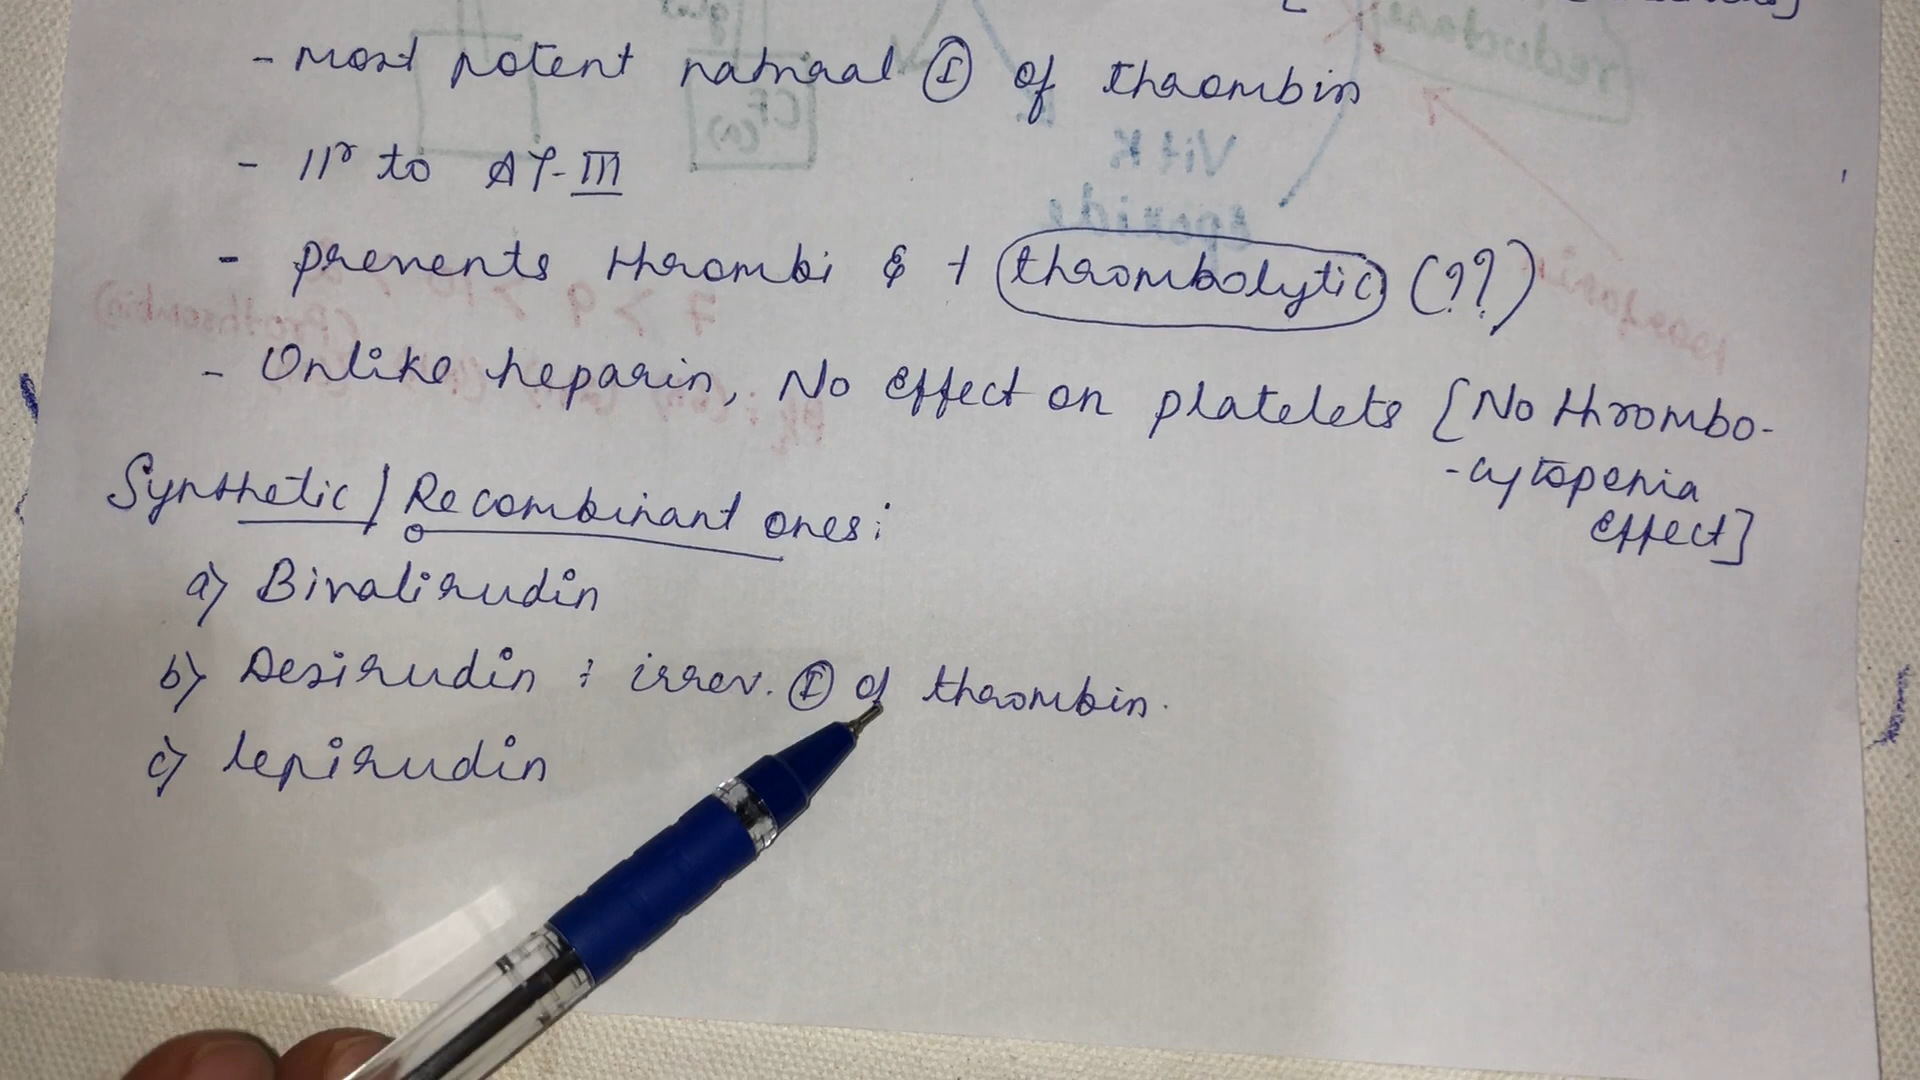 - most potent natural Ⓘ of thrombin
- 11r to AT-III
- prevents thrombi & + thrombolytic (??)
- Unlike heparin, No effect on platelets [No thrombo-
-cytopenia
effect]
Synthetic / Recombinant ones:
a) Bivalirudin
b) Desirudin : irrev. Ⓘ of thrombin.
c) lepirudin